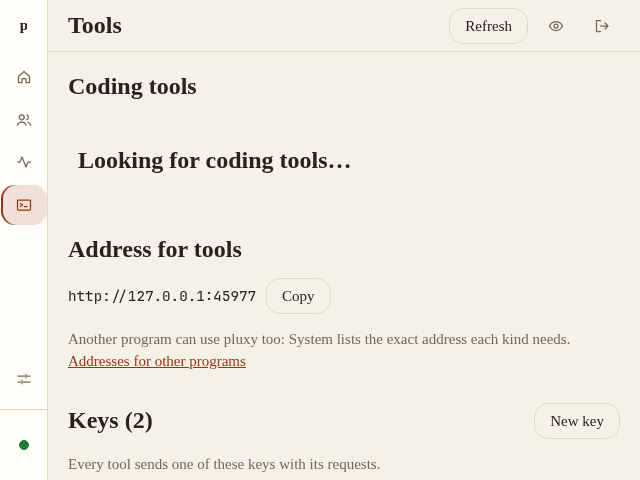 p
Tools
Refresh
Coding tools
Looking for coding tools…
Address for tools
http://127.0.0.1:45977
Copy
Another program can use pluxy too: System lists the exact address each kind needs.
Addresses for other programs
Keys (2)
New key
Every tool sends one of these keys with its requests.